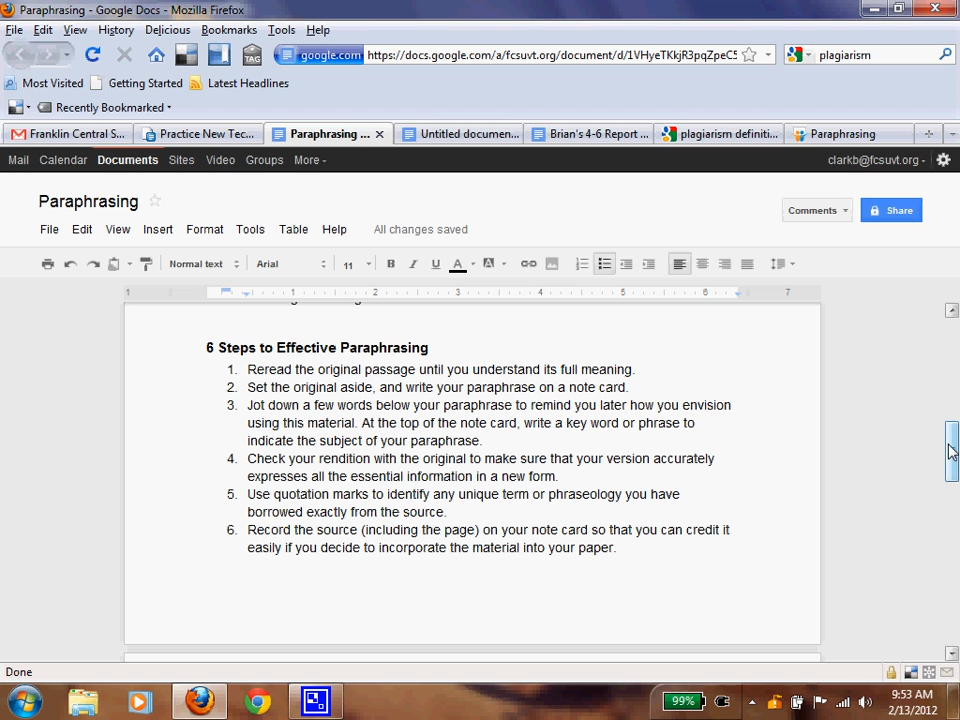 Paraphrasing - Google Docs - Mozilla Firefox
File Edit View History Delicious Bookmarks Tools Help
TAG google.com https://docs.google.com/a/fcsuvt.org/document/d/1VHyeTKkjR3pqZpeC5 plagiarism
Most Visited Getting Started Latest Headlines
Recently Bookmarked
Franklin Central S... Practice New Tec... Paraphrasing ... Untitled documen... Brian's 4-6 Report ... plagiarism definiti... Paraphrasing
Mail Calendar Documents Sites Video Groups More clarkb@fcsuvt.org
Paraphrasing Comments Share
File Edit View Insert Format Tools Table Help All changes saved
Normal text Arial 11 B I U A A
1 1 2 3 4 5 6 7
6 Steps to Effective Paraphrasing
1. Reread the original passage until you understand its full meaning.
2. Set the original aside, and write your paraphrase on a note card.
3. Jot down a few words below your paraphrase to remind you later how you envision
using this material. At the top of the note card, write a key word or phrase to
indicate the subject of your paraphrase.
4. Check your rendition with the original to make sure that your version accurately
expresses all the essential information in a new form.
5. Use quotation marks to identify any unique term or phraseology you have
borrowed exactly from the source.
6. Record the source (including the page) on your note card so that you can credit it
easily if you decide to incorporate the material into your paper.
Done
99% 9:53 AM
2/13/2012